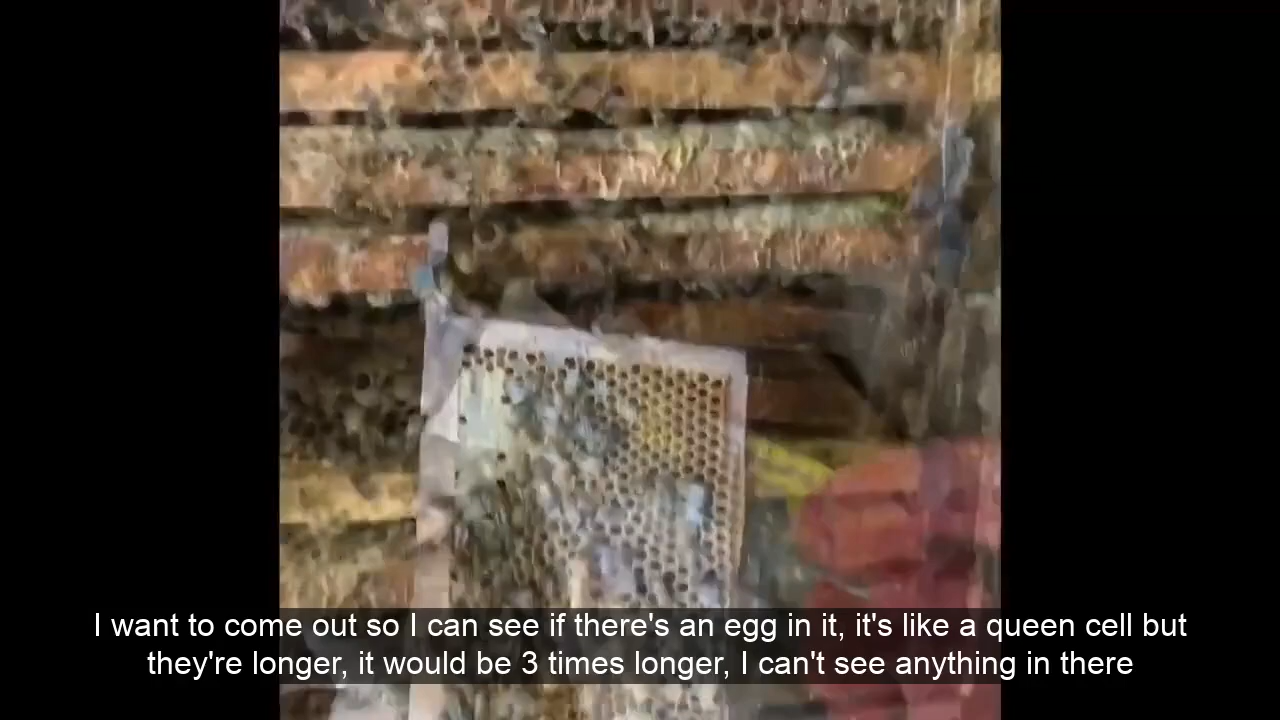 I want to come out so I can see if there's an egg in it, it's like a queen cell but
they're longer, it would be 3 times longer, I can't see anything in there